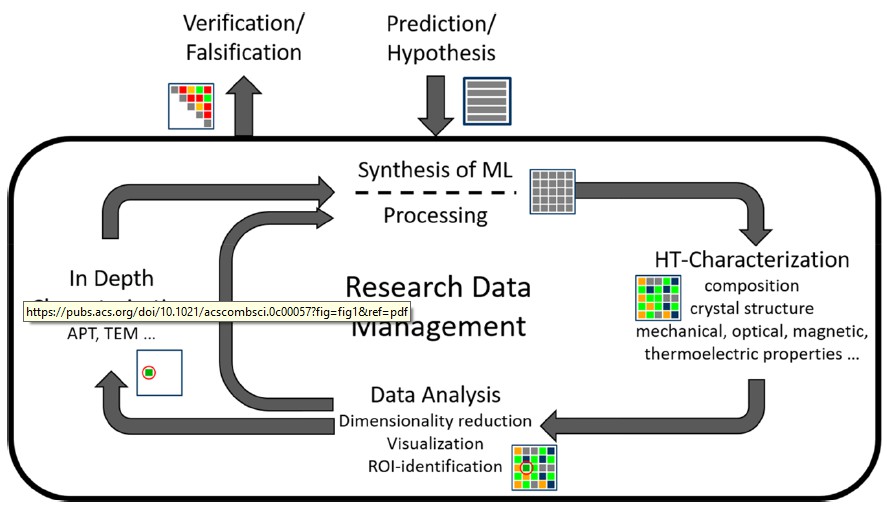 Verification/
Falsification
Prediction/
Hypothesis
Synthesis of ML
Processing
HT-Characterization
composition
crystal structure
mechanical, optical, magnetic,
thermoelectric properties ...
In Depth
https://pubs.acs.org/doi/10.1021/acscombsci.0c00057?fig=fig1&ref=pdf
APT, TEM ...
Research Data
Management
Data Analysis
Dimensionality reduction
Visualization
ROI-identification